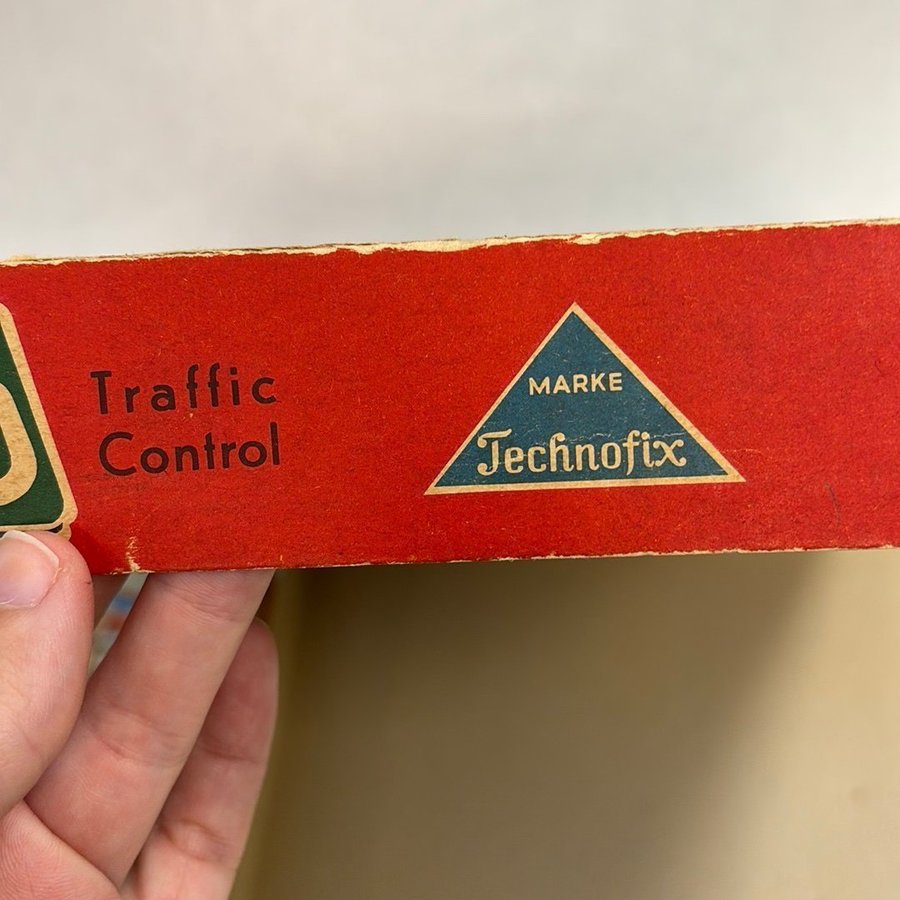 Traffic
Control
MARKE
Technofix